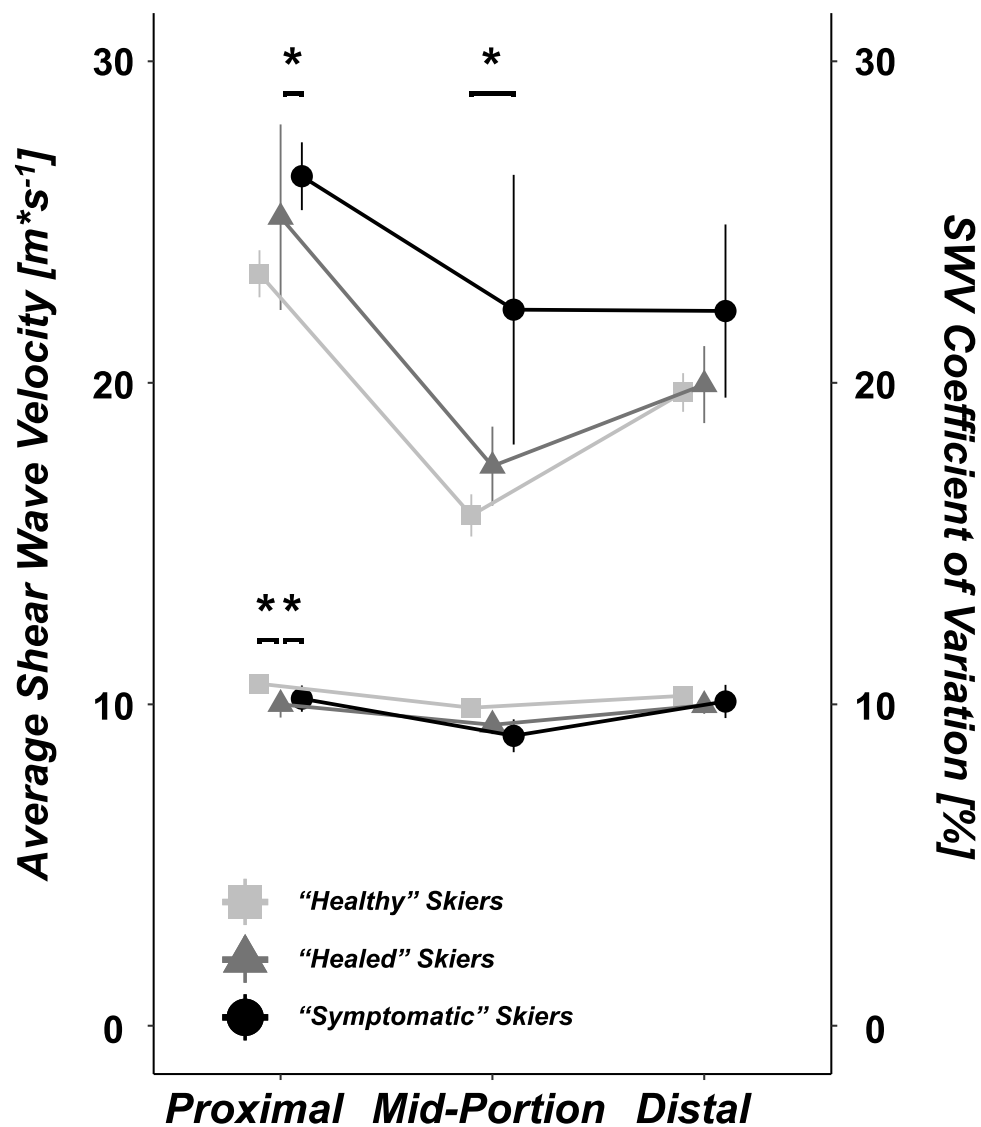 30
20
10
0
Average Shear Wave Velocity [m*s-1]
*
*
* *
30
20
10
0
SWV Coefficient of Variation [%]
“Healthy” Skiers
“Healed” Skiers
“Symptomatic” Skiers
Proximal Mid-Portion Distal